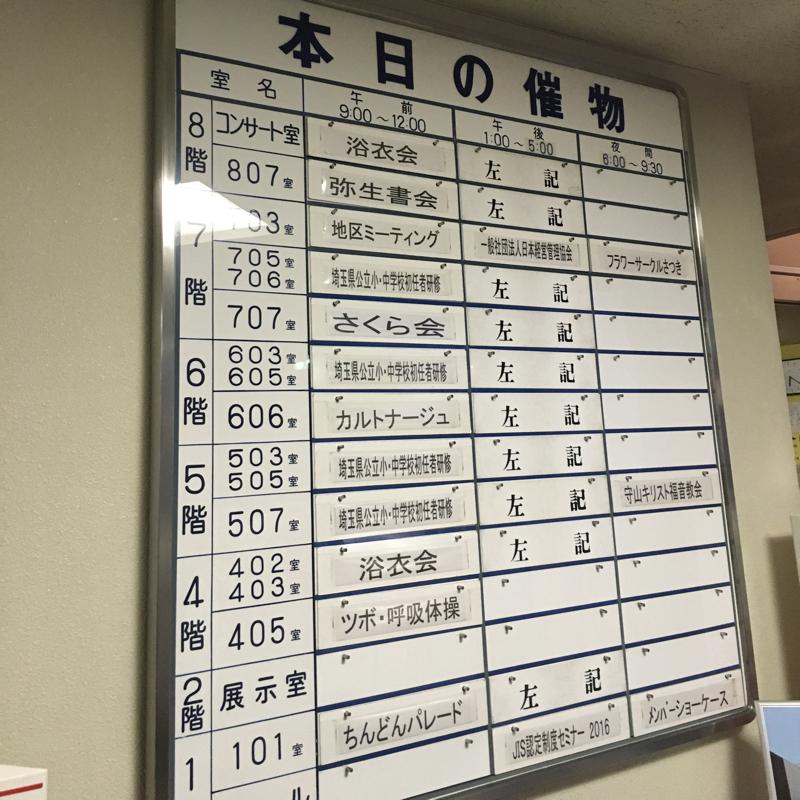 本日の催物
室名 午前 9:00～12:00 午後 1:00～5:00 夜間 6:00～9:30
8階 コンサート室 浴衣会 左記
807室 弥生書会 左記
7階 703室 地区ミーティング 一般社団法人日本経営管理協会 フラワーサークルさつき
705室 706室 埼玉県公立小・中学校初任者研修 左記
707室 さくら会 左記
6階 603室 605室 埼玉県公立小・中学校初任者研修 左記
606室 カルトナージュ 左記
5階 503室 505室 埼玉県公立小・中学校初任者研修 左記
507室 埼玉県公立小・中学校初任者研修 左記 守山キリスト福音教会
4階 402室 403室 浴衣会 左記
405室 ツボ・呼吸体操
2階 展示室 左記
1 101室 ちんどんパレード JIS認定制度セミナー 2016 メンバーショーケース
ル